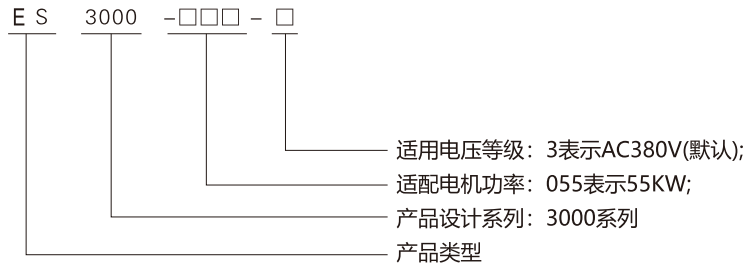 ES 3000 -□□□-□
适用电压等级：3表示AC380V(默认);
适配电机功率：055表示55KW;
产品设计系列：3000系列
产品类型